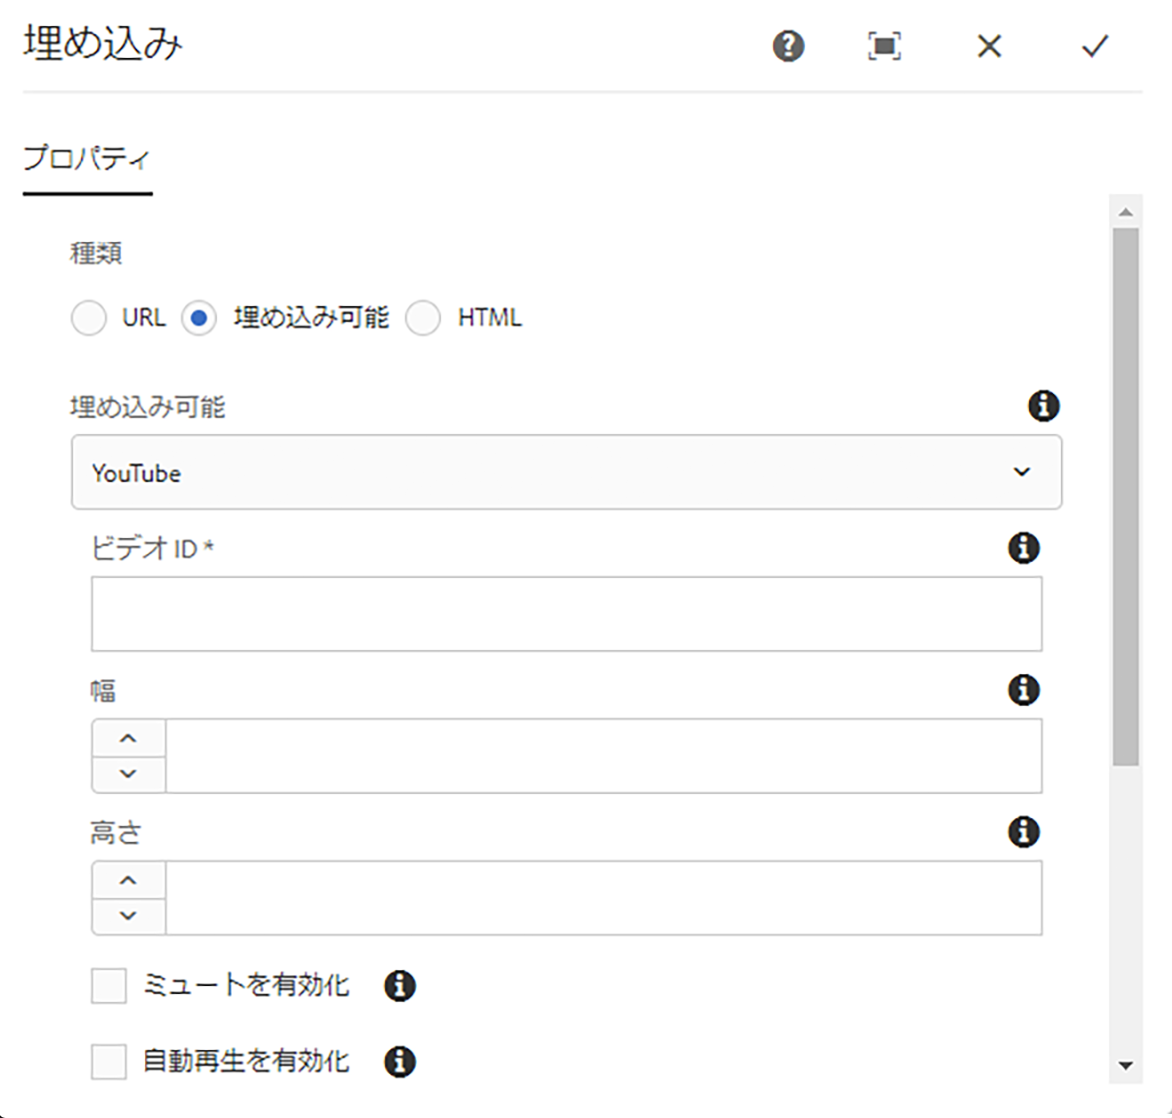 埋め込み
プロパティ
種類
URL 埋め込み可能 HTML
埋め込み可能
YouTube
ビデオ ID *
幅
高さ
ミュートを有効化
自動再生を有効化